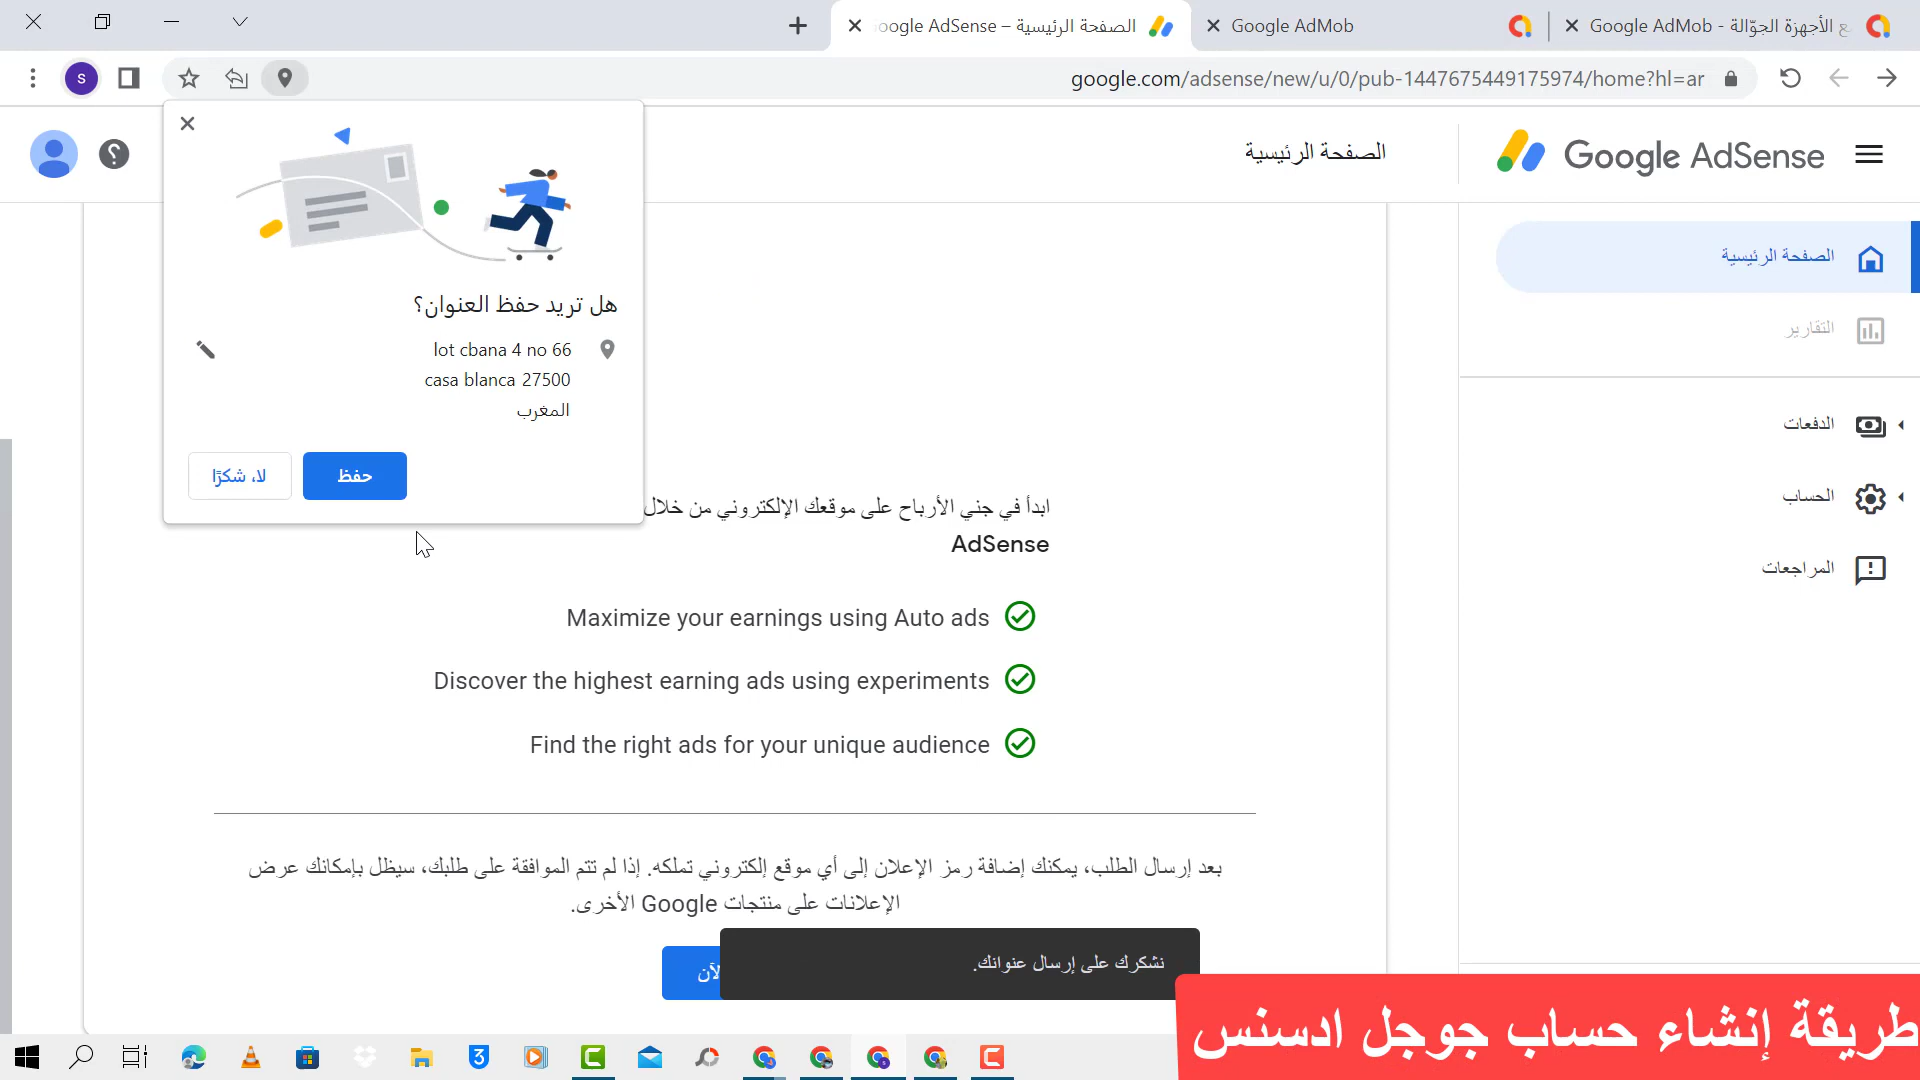 Google AdMob - ع الأجهزة الجوّالة
Google AdMob
الصفحة الرئيسية – oogle AdSense
google.com/adsense/new/u/0/pub-1447675449175974/home?hl=ar
S
Google AdSense
الصفحة الرئيسية
الصفحة الرئيسية
التقارير
الدفعات
الحساب
المراجعات
هل تريد حفظ العنوان؟
lot cbana 4 no 66
casa blanca 27500
المغرب
حفظ
لا، شكرًا
ابدأ في جني الأرباح على موقعك الإلكتروني من خلال
AdSense
Maximize your earnings using Auto ads
Discover the highest earning ads using experiments
Find the right ads for your unique audience
بعد إرسال الطلب، يمكنك إضافة رمز الإعلان إلى أي موقع إلكتروني تملكه. إذا لم تتم الموافقة على طلبك، سيظل بإمكانك عرض
الإعلانات على منتجات Google الأخرى.
لآن
نشكرك على إرسال عنوانك.
طريقة إنشاء حساب جوجل ادسنس